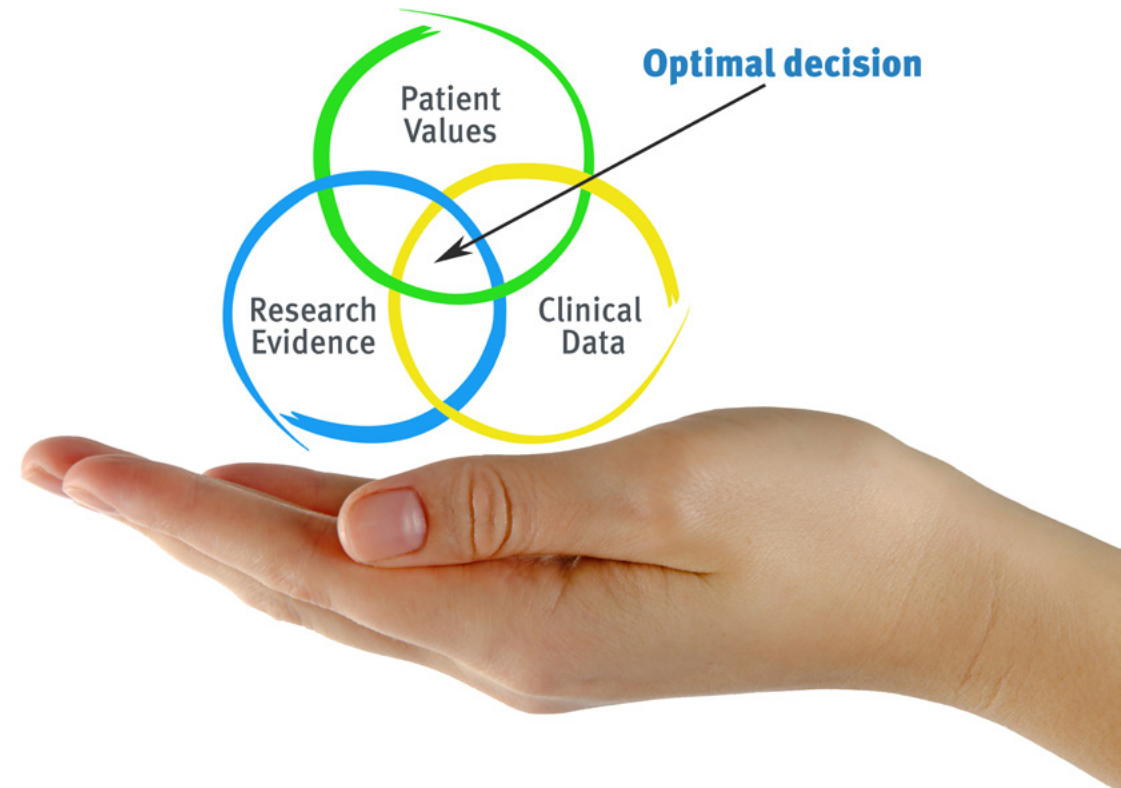 Optimal decision
Patient
Values
Research
Evidence
Clinical
Data